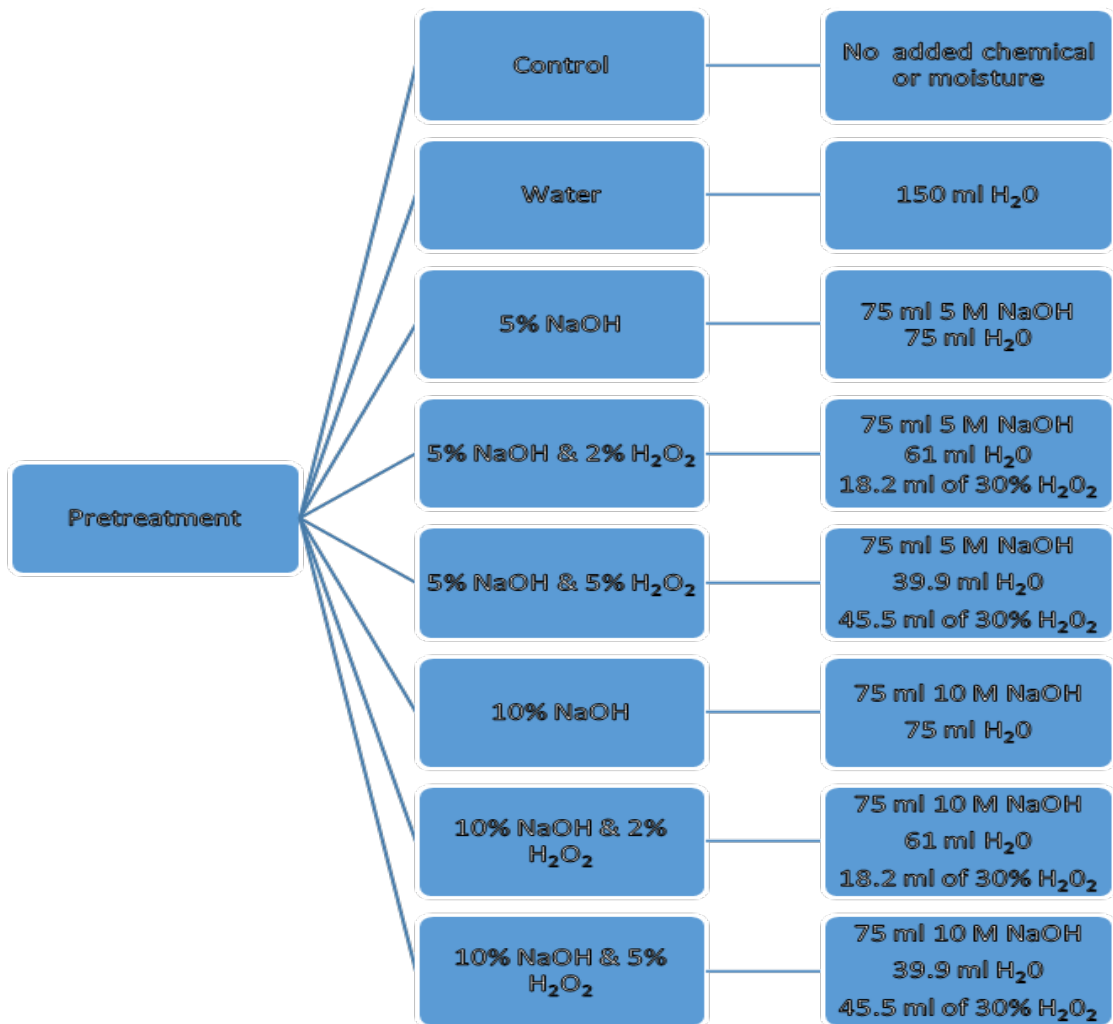 Pretreatment
Control
No added chemical
or moisture
Water
150 ml H₂0
5% NaOH
75 ml 5 M NaOH
75 ml H₂0
5% NaOH & 2% H₂O₂
75 ml 5 M NaOH
61 ml H₂0
18.2 ml of 30% H₂0₂
5% NaOH & 5% H₂O₂
75 ml 5 M NaOH
39.9 ml H₂0
45.5 ml of 30% H₂0₂
10% NaOH
75 ml 10 M NaOH
75 ml H₂0
10% NaOH & 2%
H₂O₂
75 ml 10 M NaOH
61 ml H₂0
18.2 ml of 30% H₂0₂
10% NaOH & 5%
H₂O₂
75 ml 10 M NaOH
39.9 ml H₂0
45.5 ml of 30% H₂0₂